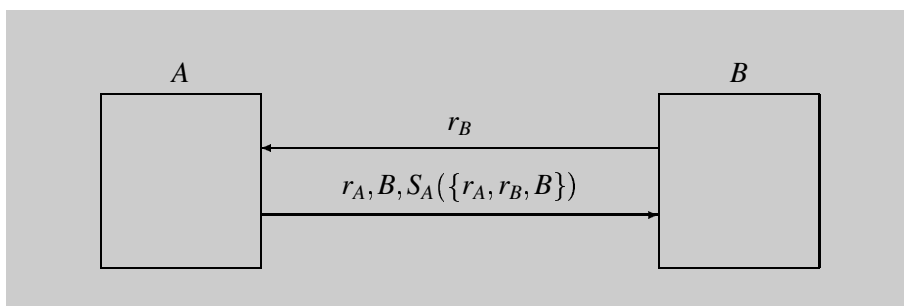 A B
r_B
r_A, B, S_A({r_A, r_B, B})